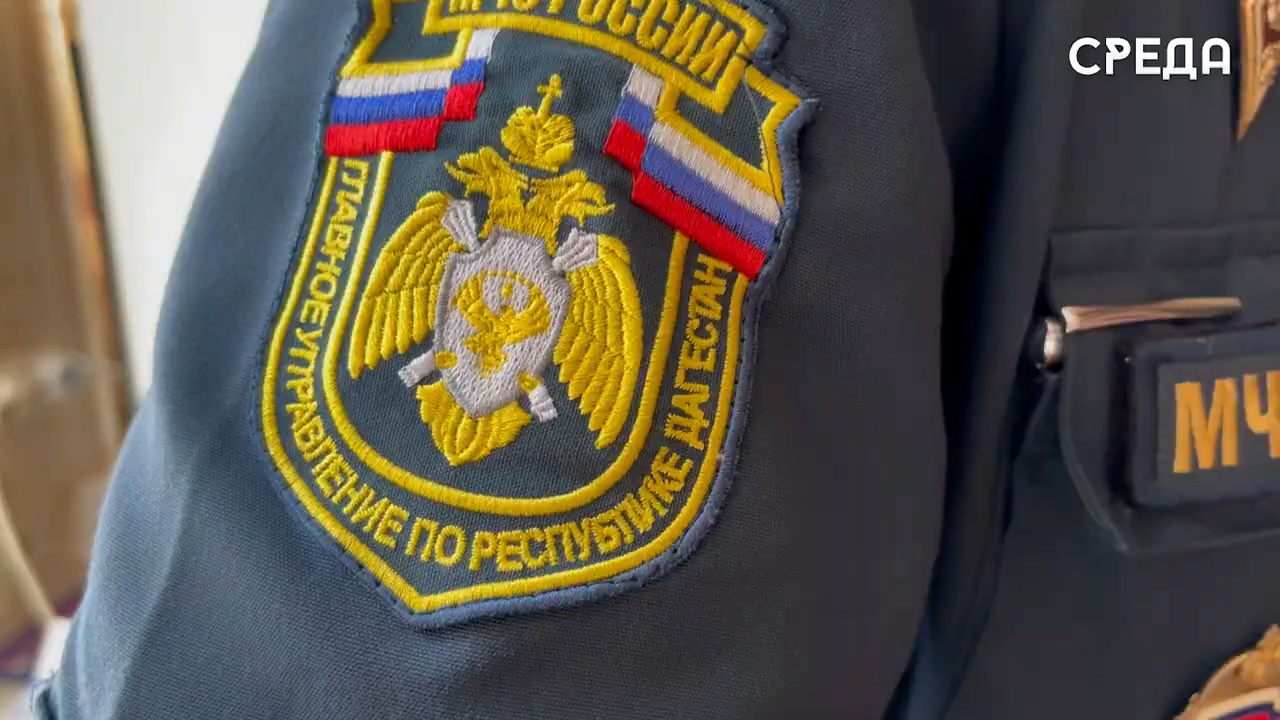 МЧС РОССИИ
СРЕДА
ГЛАВНОЕ УПРАВЛЕНИЕ ПО РЕСПУБЛИКЕ ДАГЕСТАН
МЧ